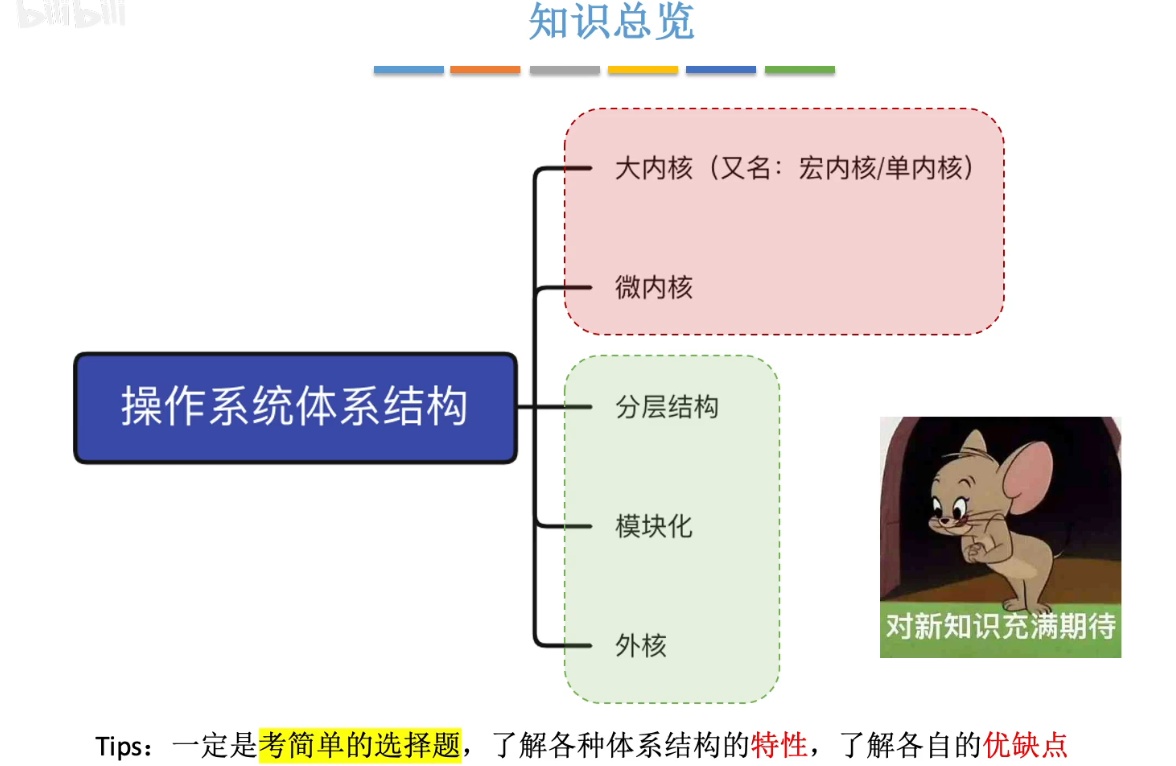 bilibili
知识总览
大内核（又名：宏内核/单内核）
微内核
操作系统体系结构
分层结构
模块化
外核
对新知识充满期待
Tips：一定是考简单的选择题，了解各种体系结构的特性，了解各自的优缺点